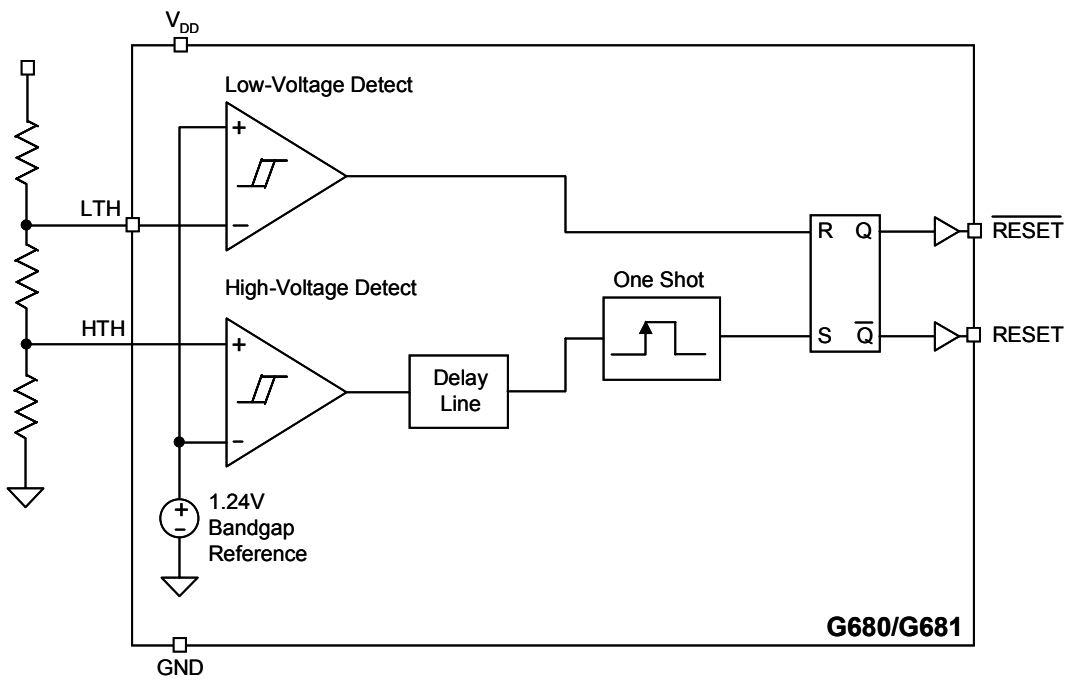 V_DD
Low-Voltage Detect
+
LTH
−
R Q
RESET
High-Voltage Detect
One Shot
HTH
+
S Q
RESET
Delay
Line
−
1.24V
Bandgap
Reference
+
−
G680/G681
GND